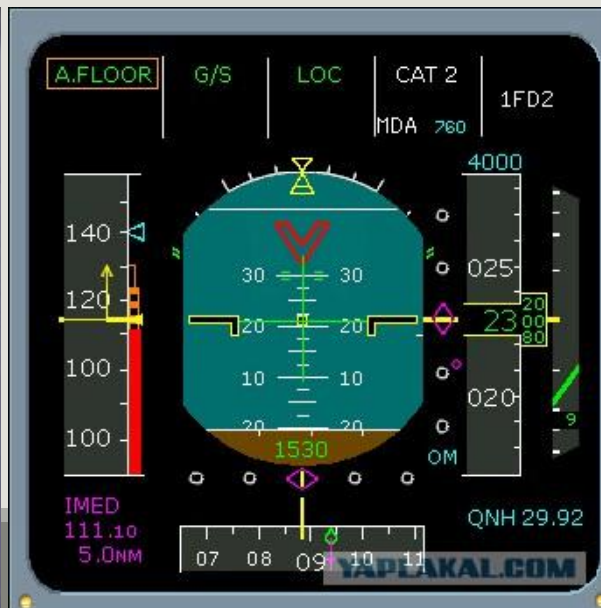 A.FLOOR G/S LOC CAT 2 1FD2
MDA 760
4000
140 025
30 30
120 20 20 23 20 00 80
100 10 10 020
100 20 20 9
1530 OM
IMED QNH 29.92
111.10
5.0NM
07 08 09 10 11
YAPLAKAL.COM